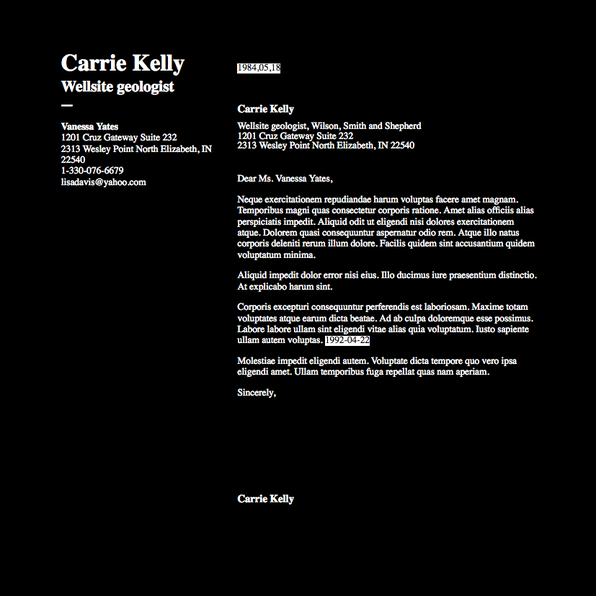 Carrie Kelly
Wellsite geologist
Vanessa Yates
1201 Cruz Gateway Suite 232
2313 Wesley Point North Elizabeth, IN
22540
1-330-076-6679
lisadavis@yahoo.com
1984,05,18
Carrie Kelly
Wellsite geologist, Wilson, Smith and Shepherd
1201 Cruz Gateway Suite 232
2313 Wesley Point North Elizabeth, IN 22540
Dear Ms. Vanessa Yates,
Neque exercitationem repudiandae harum voluptas facere amet magnam.
Temporibus magni quas consectetur corporis ratione. Amet alias officiis alias
perspiciatis impedit. Aliquid odit ut eligendi nisi dolores exercitationem
atque. Dolorem quasi consequuntur aspernatur odio rem. Atque illo natus
corporis deleniti rerum illum dolore. Facilis quidem sint accusantium quidem
voluptatum minima.
Aliquid impedit dolor error nisi eius. Illo ducimus iure praesentium distinctio.
At explicabo harum sint.
Corporis excepturi consequuntur perferendis est laboriosam. Maxime totam
voluptates atque earum dicta beatae. Ad ab culpa doloremque esse possimus.
Labore labore ullam sint eligendi vitae alias quia voluptatum. Iusto sapiente
ullam autem voluptas. 1992-04-22
Molestiae impedit eligendi autem. Voluptate dicta tempore quo vero ipsa
eligendi amet. Ullam temporibus fuga repellat quas nam aperiam.
Sincerely,
Carrie Kelly